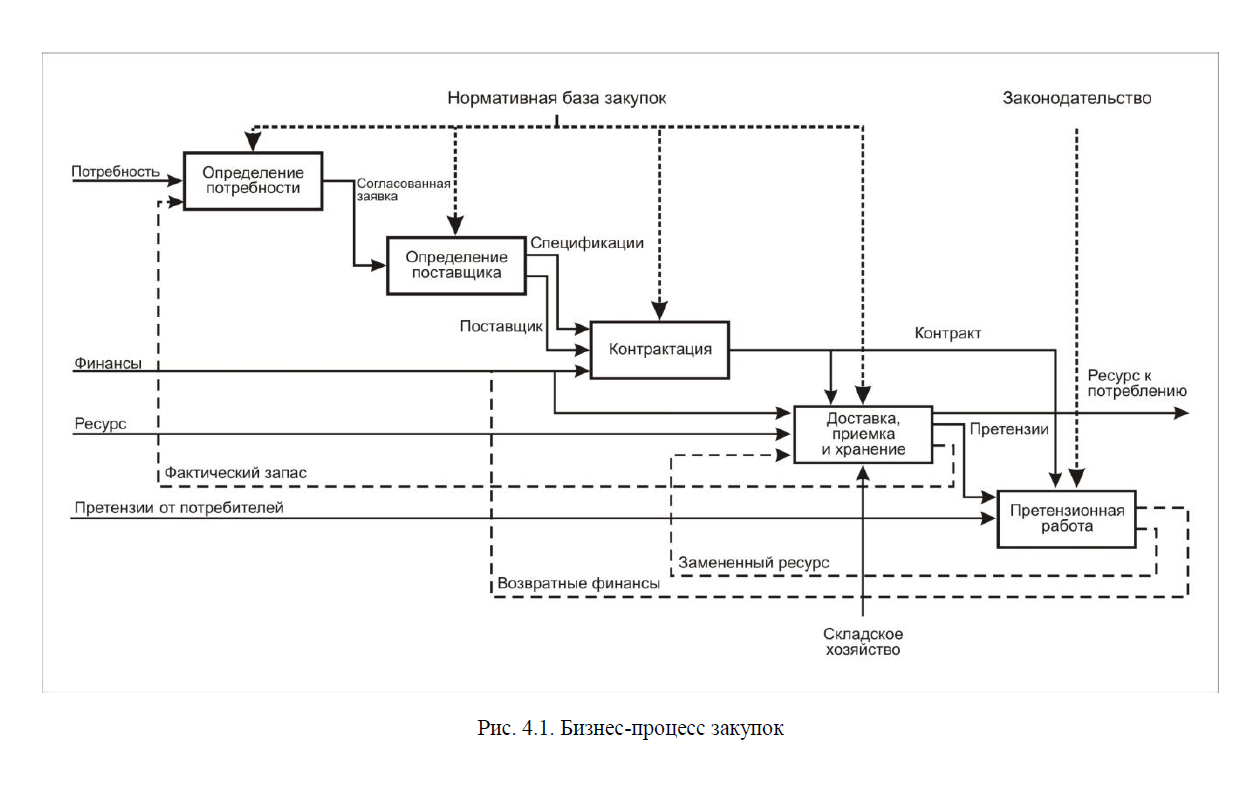 Нормативная база закупок
Законодательство
Потребность
Определение
потребности
Согласованная
заявка
Определение
поставщика
Спецификации
Поставщик
Контрактация
Контракт
Финансы
Ресурс к
потреблению
Ресурс
Доставка,
приемка
и хранение
Претензии
Фактический запас
Претензии от потребителей
Претензионная
работа
Замененный ресурс
Возвратные финансы
Складское
хозяйство
Рис. 4.1. Бизнес-процесс закупок